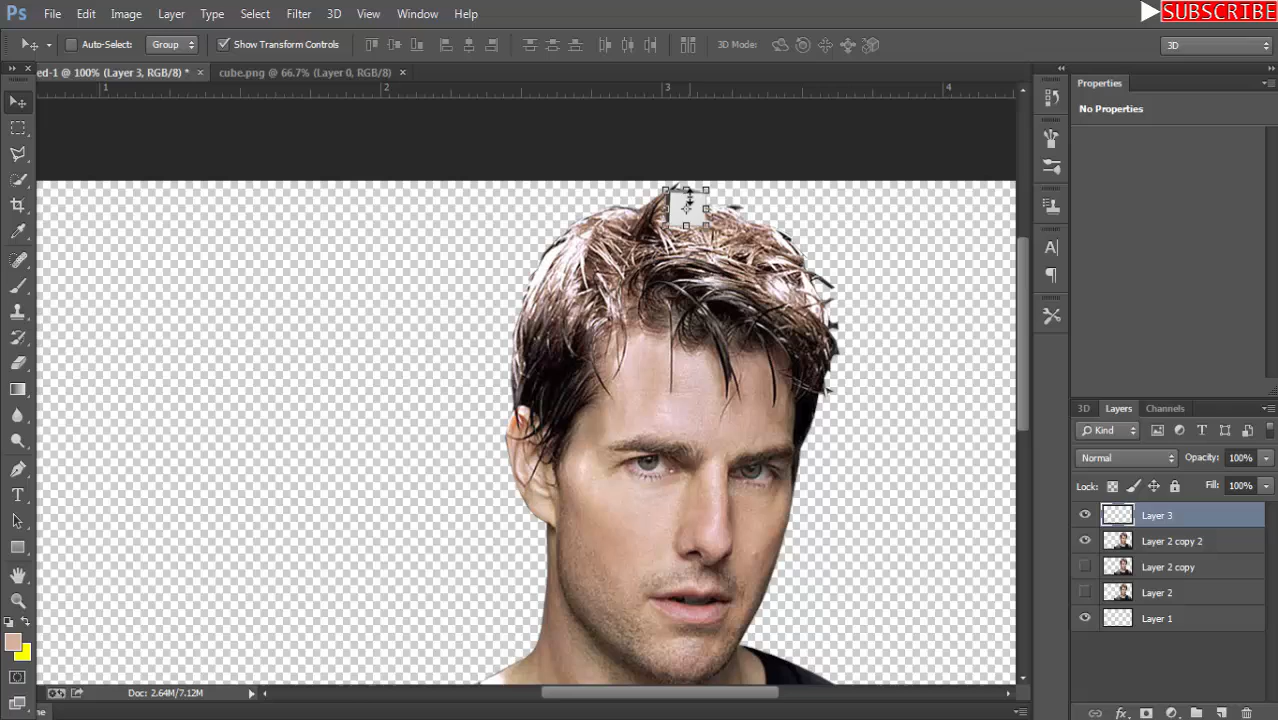 SUBSCRIBE
Ps File Edit Image Layer Type Select Filter 3D View Window Help
Auto-Select: Group Show Transform Controls 3D Mode: 3D
ed-1 @ 100% (Layer 3, RGB/8) * × cube.png @ 66.7% (Layer 0, RGB/8) ×
1 2 3 4
Properties
No Properties
3D Layers Channels
Kind
Normal Opacity: 100%
Lock: Fill: 100%
Layer 3
Layer 2 copy 2
Layer 2 copy
Layer 2
Layer 1
Doc: 2.64M/7.12M